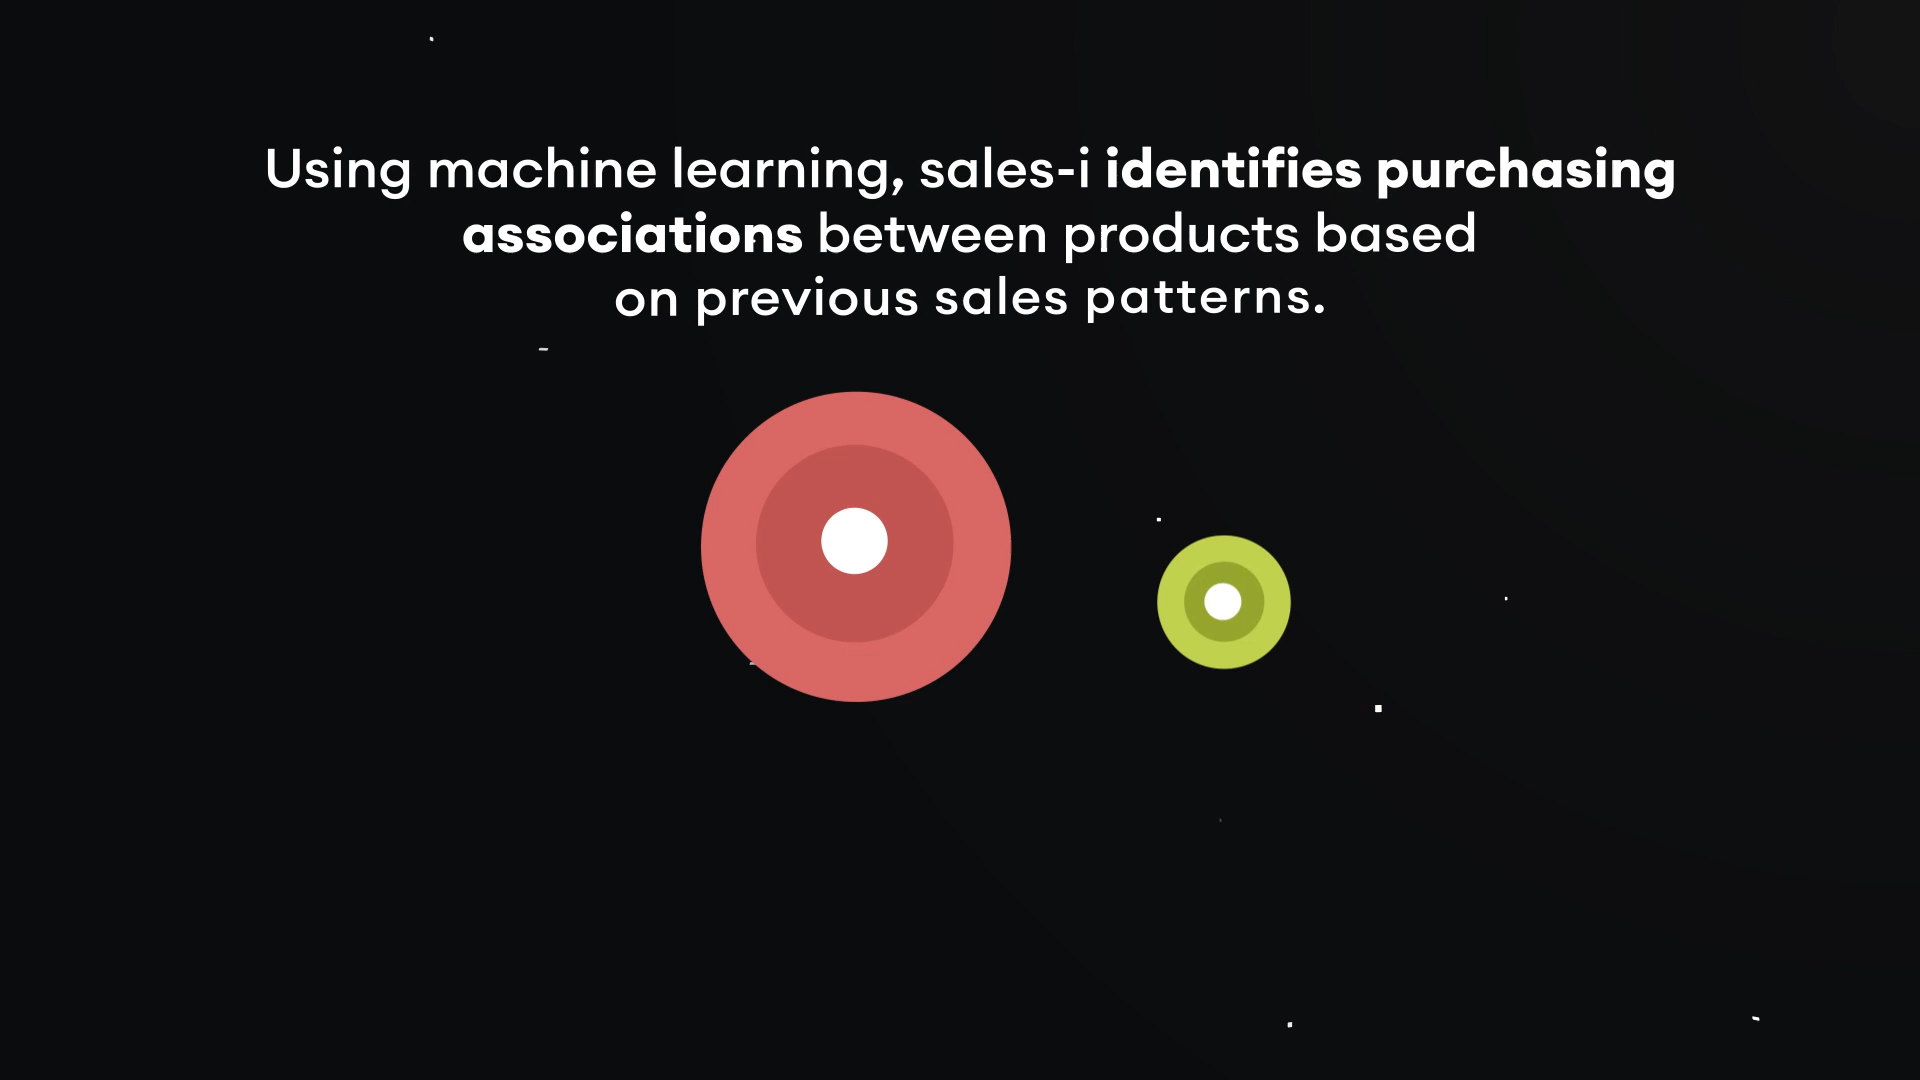 Using machine learning, sales-i identifies purchasing
associations between products based
on previous sales patterns.